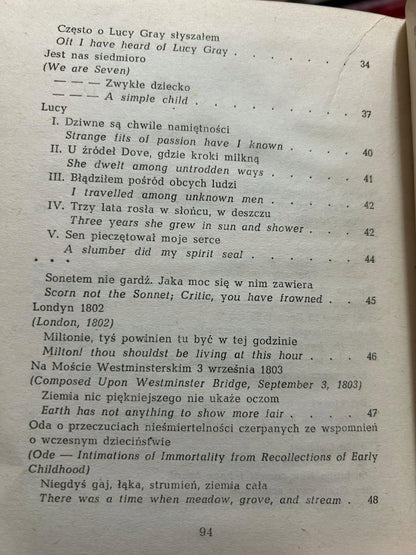 Często o Lucy Gray słyszałem
Oft I have heard of Lucy Gray . . . . . . 34
Jest nas siedmioro
(We are Seven)
— — — Zwykłe dziecko
— — — A simple child . . . . . . . . 37
Lucy
I. Dziwne są chwile namiętności
Strange fits of passion have I known . . . . 40
II. U źródeł Dove, gdzie kroki milkną
She dwelt among untrodden ways . . . . 41
III. Błądziłem pośród obcych ludzi
I travelled among unknown men . . . . 42
IV. Trzy lata rosła w słońcu, w deszczu
Three years she grew in sun and shower . . 42
V. Sen pieczętował moje serce
A slumber did my spirit seal . . . . . 44
* * *
Sonetem nie gardź. Jaka moc się w nim zawiera
Scorn not the Sonnet; Critic, you have frowned . 45
Londyn 1802
(London, 1802)
Miltonie, tyś powinien tu być w tej godzinie
Milton! thou shouldst be living at this hour . . 46
Na Moście Westminsterskim 3 września 1803
(Composed Upon Westminster Bridge, September 3, 1803)
Ziemia nic piękniejszego nie ukaże oczom
Earth has not anything to show more fair . . . 47
Oda o przeczuciach nieśmiertelności czerpanych ze wspomnień
o wczesnym dzieciństwie
(Ode — Intimations of Immortality from Recollections of Early
Childhood)
Niegdyś gaj, łąka, strumień, ziemia cała
There was a time when meadow, grove, and stream . 48
94